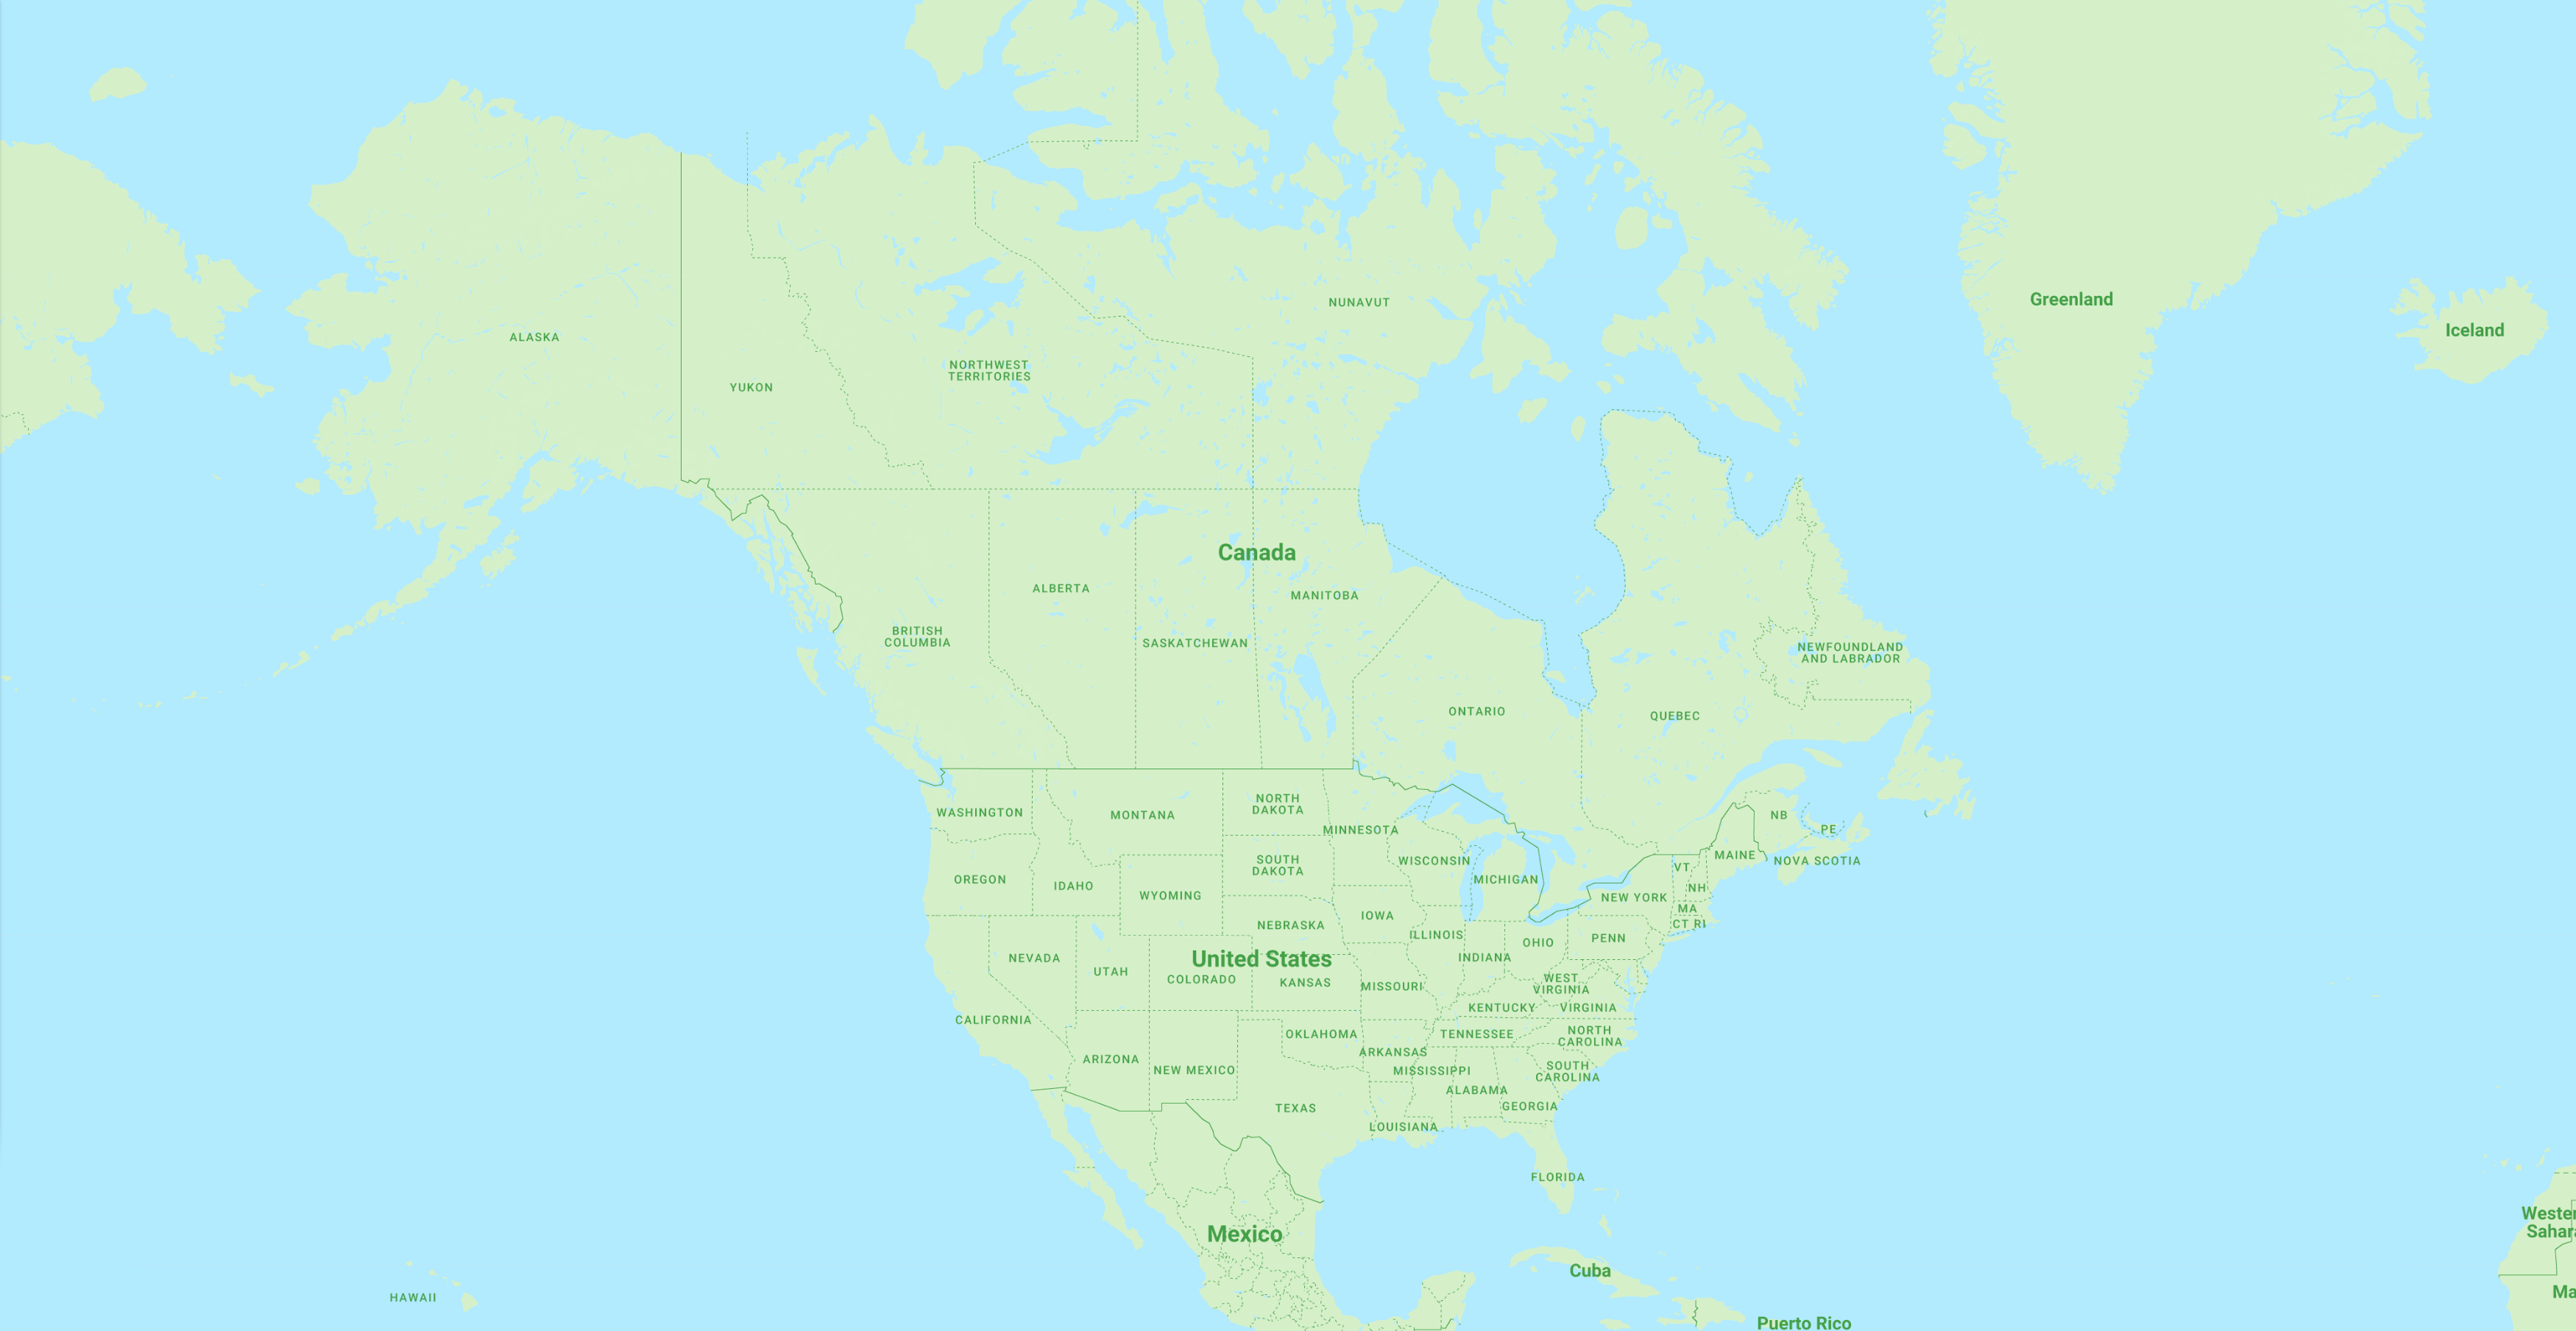 Greenland
NUNAVUT
Iceland
ALASKA
NORTHWEST
TERRITORIES
YUKON
Canada
ALBERTA
MANITOBA
BRITISH
COLUMBIA
SASKATCHEWAN
NEWFOUNDLAND
AND LABRADOR
ONTARIO
QUEBEC
WASHINGTON
MONTANA
NORTH
DAKOTA
MINNESOTA
NB
PE
OREGON
IDAHO
WYOMING
SOUTH
DAKOTA
WISCONSIN
MICHIGAN
VT
MAINE
NOVA SCOTIA
NH
NEW YORK
MA
CT RI
NEBRASKA
IOWA
ILLINOIS
OHIO
PENN
NEVADA
UTAH
United States
COLORADO
KANSAS
MISSOURI
INDIANA
WEST
VIRGINIA
KENTUCKY
VIRGINIA
CALIFORNIA
ARIZONA
NEW MEXICO
OKLAHOMA
ARKANSAS
TENNESSEE
NORTH
CAROLINA
MISSISSIPPI
SOUTH
CAROLINA
ALABAMA
TEXAS
GEORGIA
LOUISIANA
FLORIDA
Mexico
Wester
Sahar
Cuba
HAWAII
Ma
Puerto Rico